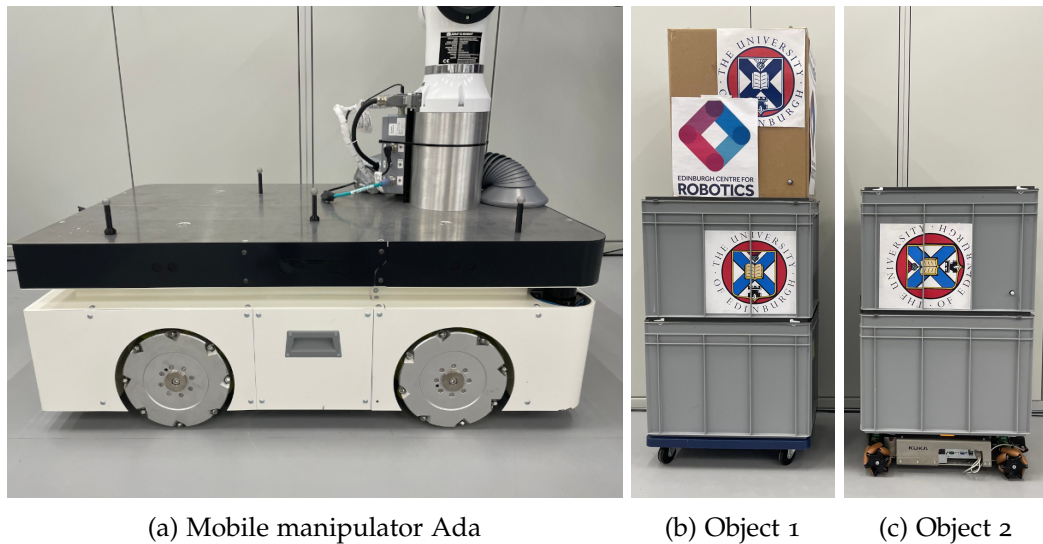 THE UNIVERSITY
OF EDINBURGH
EDINBURGH CENTRE FOR
ROBOTICS
THE UNIVERSITY
OF EDINBURGH
THE UNIVERSITY
OF EDINBURGH
KUKA
(a) Mobile manipulator Ada
(b) Object 1
(c) Object 2